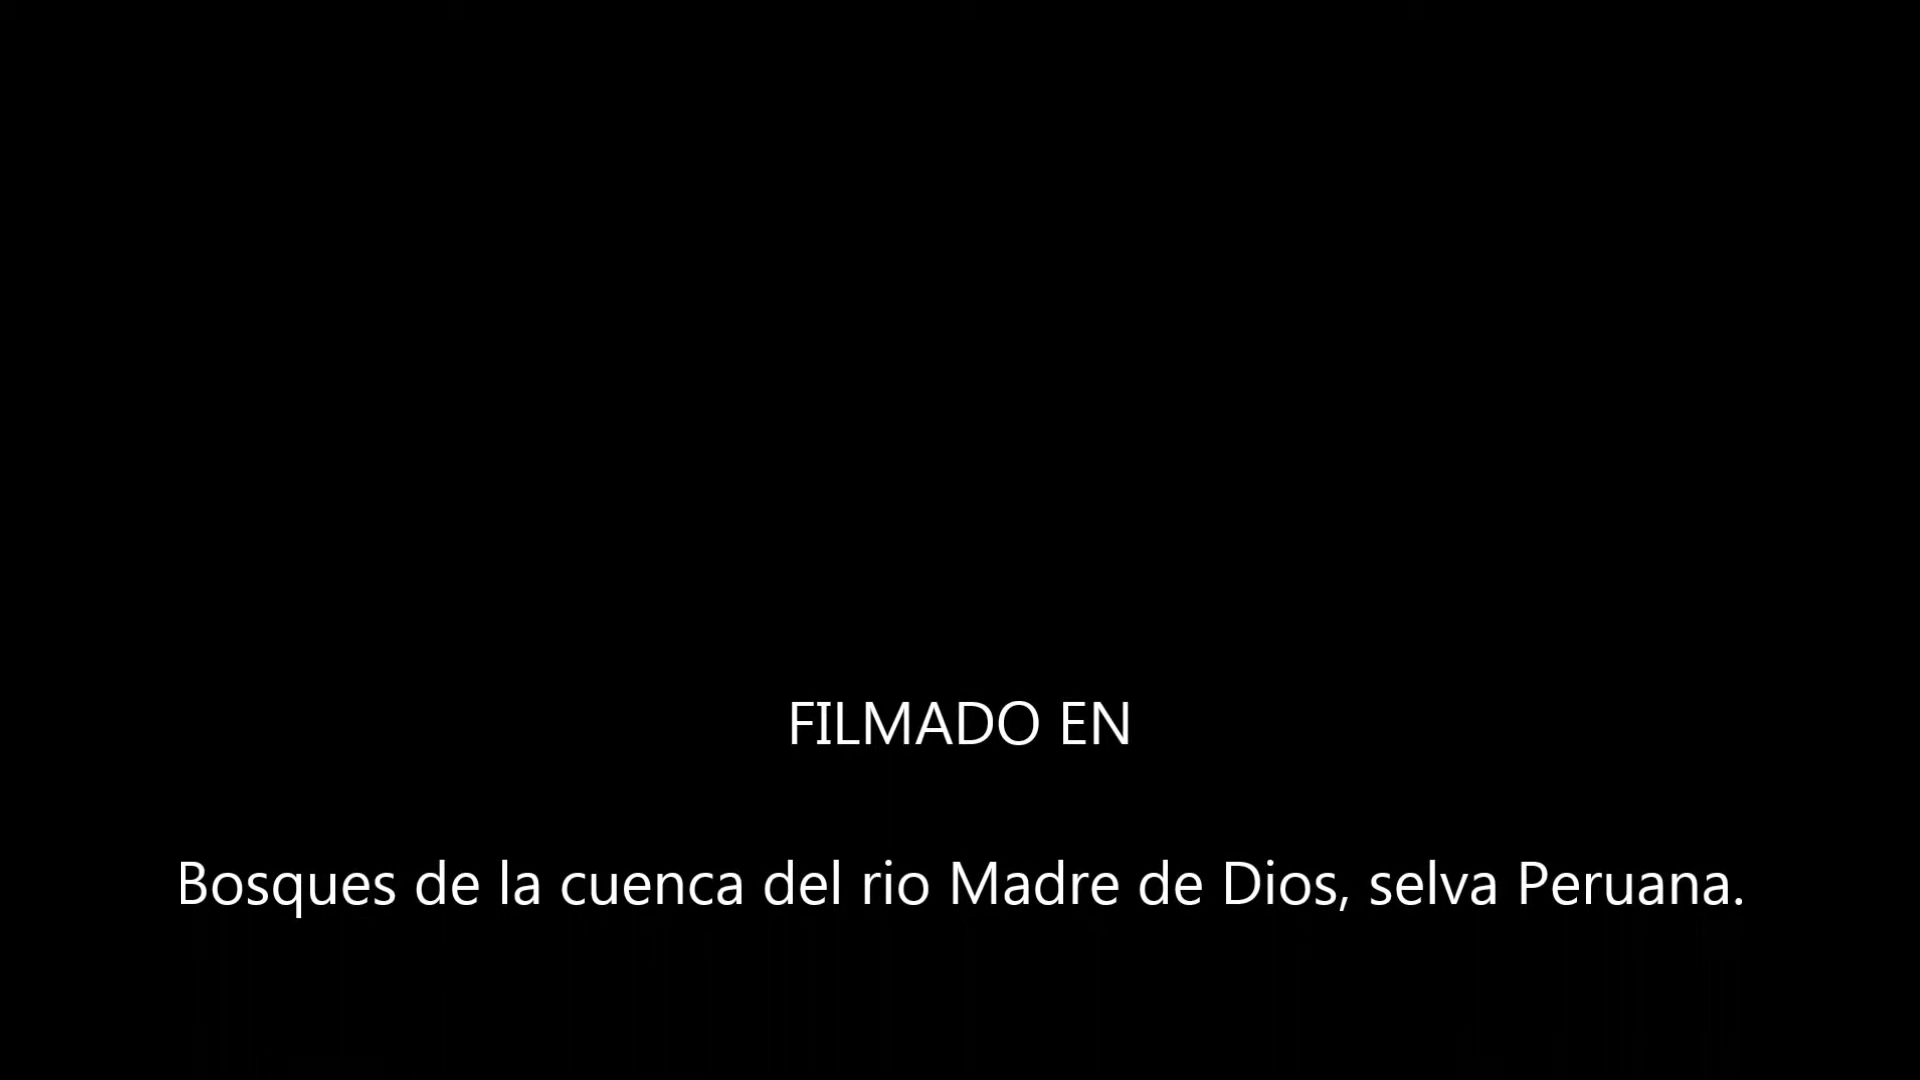 FILMADO EN
Bosques de la cuenca del rio Madre de Dios, selva Peruana.